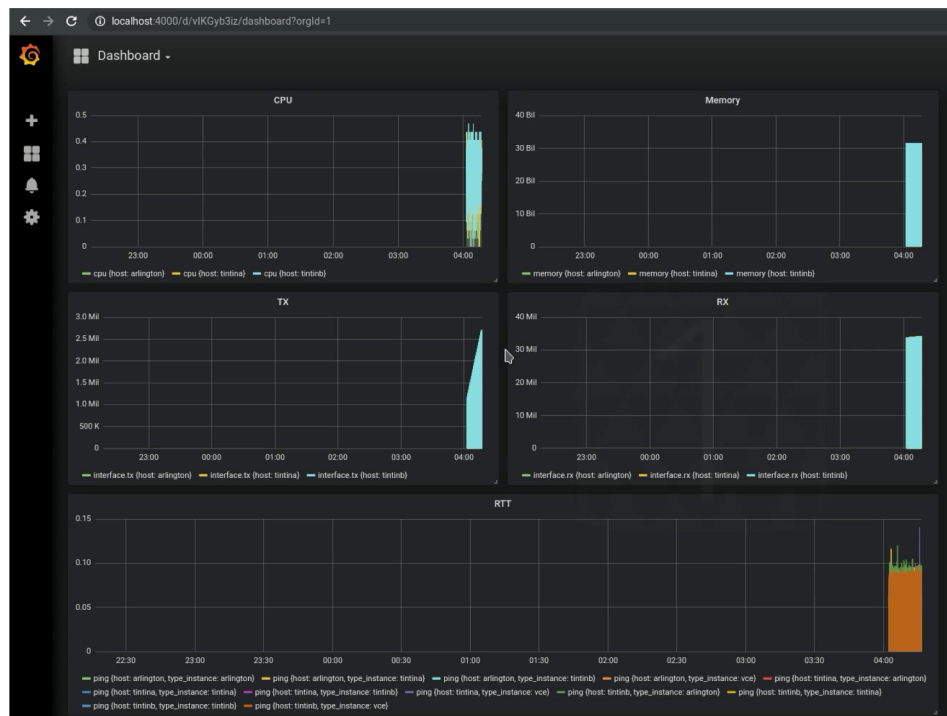 localhost:4000/d/vIKGyb3iz/dashboard?orgId=1
Dashboard
CPU
0.5
0.4
0.3
0.2
0.1
0
23:00 00:00 01:00 02:00 03:00 04:00
cpu {host: arlington} cpu {host: tintina} cpu {host: tintinb}
Memory
40 Bil
30 Bil
20 Bil
10 Bil
0
23:00 00:00 01:00 02:00 03:00 04:00
memory {host: arlington} memory {host: tintina} memory {host: tintinb}
TX
3.0 Mil
2.5 Mil
2.0 Mil
1.5 Mil
1.0 Mil
500 K
0
23:00 00:00 01:00 02:00 03:00 04:00
interface.tx {host: arlington} interface.tx {host: tintina} interface.tx {host: tintinb}
RX
40 Mil
30 Mil
20 Mil
10 Mil
0
23:00 00:00 01:00 02:00 03:00 04:00
interface.rx {host: arlington} interface.rx {host: tintina} interface.rx {host: tintinb}
RTT
0.15
0.10
0.05
0
22:30 23:00 23:30 00:00 00:30 01:00 01:30 02:00 02:30 03:00 03:30 04:00
ping {host: arlington, type_instance: arlington} ping {host: arlington, type_instance: tintina} ping {host: arlington, type_instance: tintinb} ping {host: arlington, type_instance: vce} ping {host: tintina, type_instance: arlington}
ping {host: tintina, type_instance: tintina} ping {host: tintina, type_instance: tintinb} ping {host: tintina, type_instance: vce} ping {host: tintinb, type_instance: arlington} ping {host: tintinb, type_instance: tintina}
ping {host: tintinb, type_instance: tintinb} ping {host: tintinb, type_instance: vce}